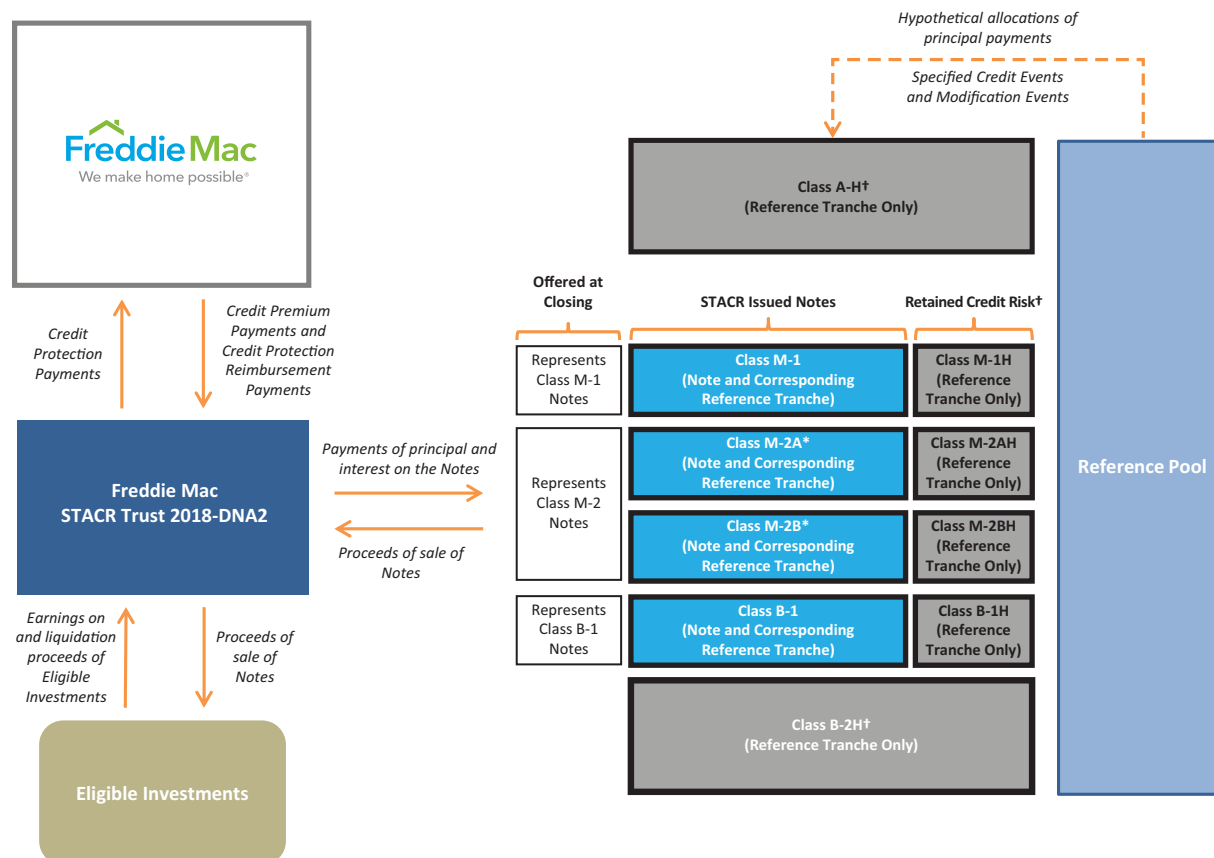 Hypothetical allocations of
principal payments
Specified Credit Events
and Modification Events
Freddie Mac
We make home possible®
Class A-H†
(Reference Tranche Only)
Credit
Protection
Payments
Credit Premium
Payments and
Credit Protection
Reimbursement
Payments
Offered at
Closing
STACR Issued Notes
Retained Credit Risk†
Represents
Class M-1
Notes
Class M-1
(Note and Corresponding
Reference Tranche)
Class M-1H
(Reference
Tranche Only)
Freddie Mac
STACR Trust 2018-DNA2
Payments of principal and
interest on the Notes
Proceeds of sale of
Notes
Represents
Class M-2
Notes
Class M-2A*
(Note and Corresponding
Reference Tranche)
Class M-2AH
(Reference
Tranche Only)
Class M-2B*
(Note and Corresponding
Reference Tranche)
Class M-2BH
(Reference
Tranche Only)
Reference Pool
Represents
Class B-1
Notes
Class B-1
(Note and Corresponding
Reference Tranche)
Class B-1H
(Reference
Tranche Only)
Earnings on
and liquidation
proceeds of
Eligible
Investments
Proceeds of
sale of
Notes
Class B-2H†
(Reference Tranche Only)
Eligible Investments